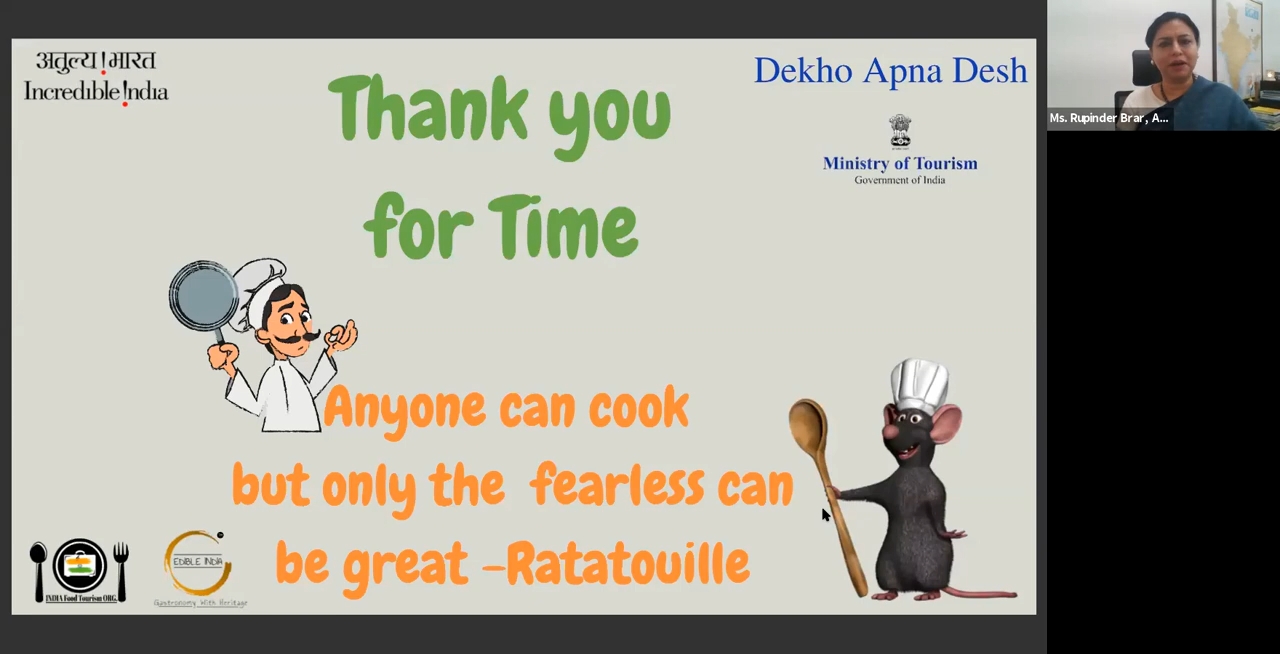 अतुल्य ! भारत
Incredible !ndia
Thank you
for Time
Dekho Apna Desh
Ministry of Tourism
Government of India
Ms. Rupinder Brar, A...
Anyone can cook
but only the fearless can
be great –Ratatouille
INDIA Food Tourism ORG.
EDIBLE INDIA
Gastronomy With Heritage